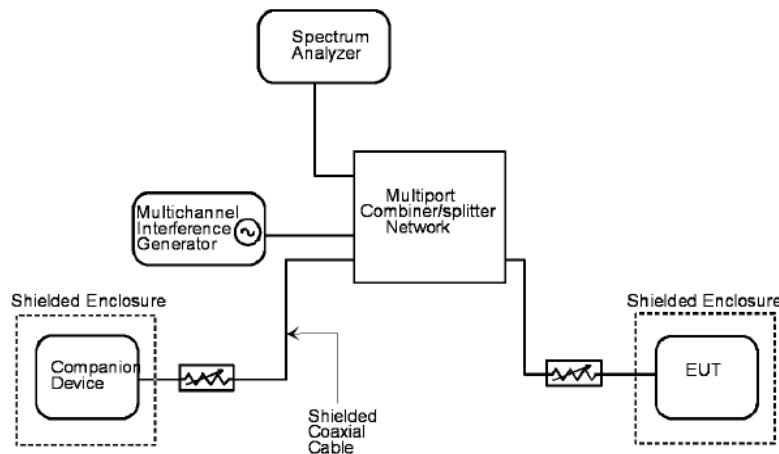 Spectrum
Analyzer
Multiport
Combiner/splitter
Network
Multichannel
Interference
Generator
Shielded Enclosure
Companion
Device
Shielded
Coaxial
Cable
Shielded Enclosure
EUT